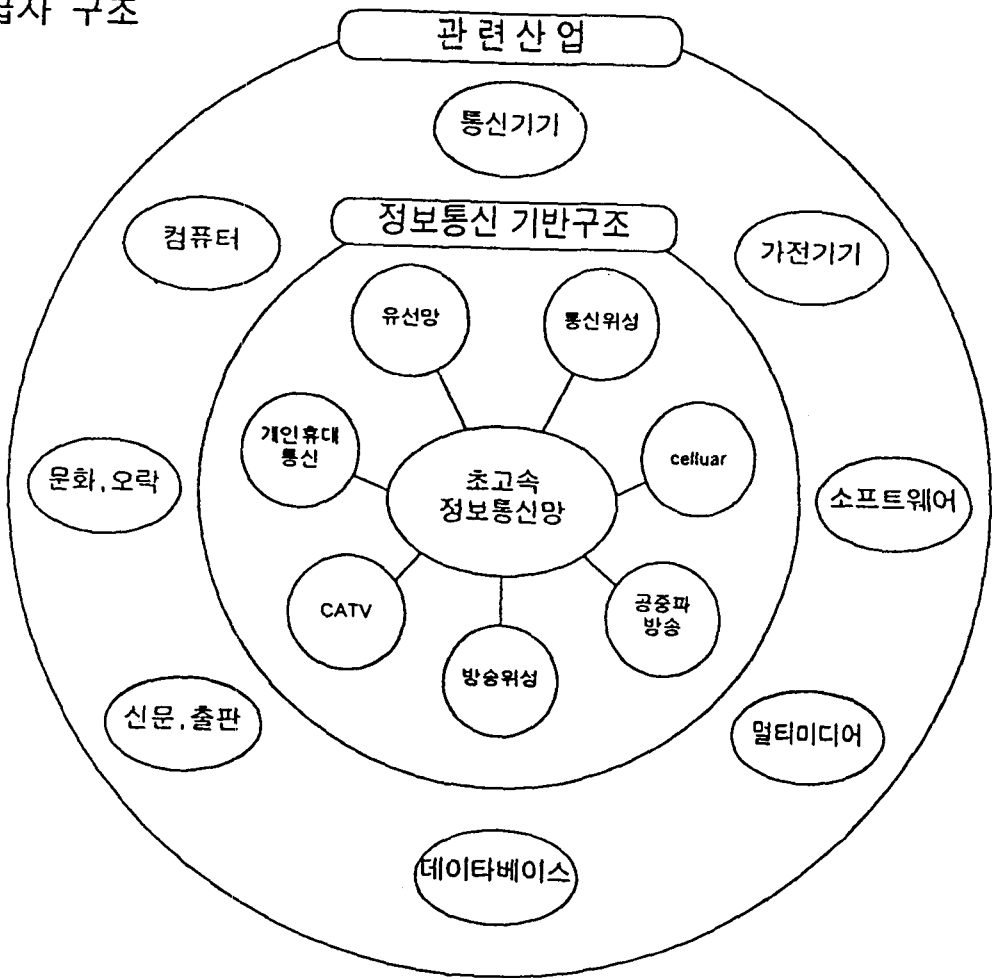 급자 구조
관련산업
통신기기
컴퓨터
가전기기
정보통신 기반구조
유선망
통신위성
개인휴대
통신
celluar
초고속
정보통신망
문화,오락
소프트웨어
CATV
공중파
방송
방송위성
신문,출판
멀티미디어
데이타베이스